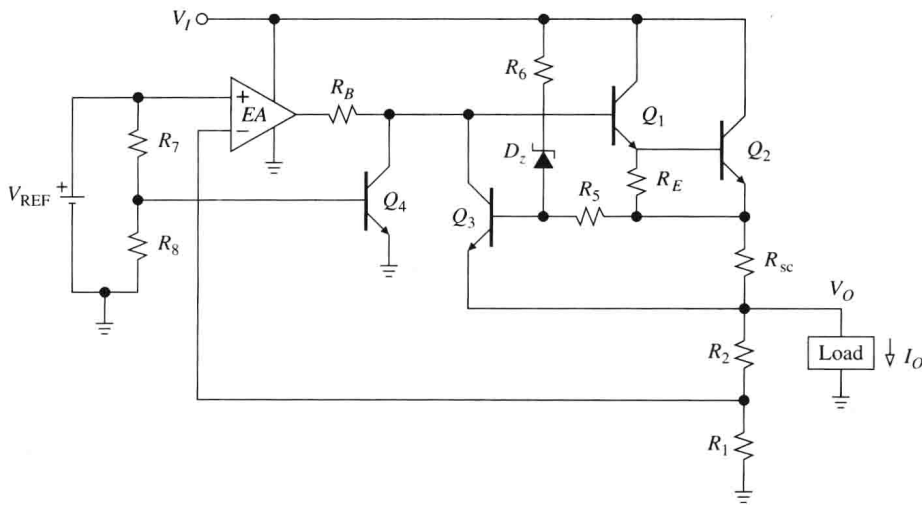 V_I
R_6
R_B
+
EA
−
Q_1
R_7
D_z
Q_2
V_REF
+
Q_4
R_E
R_5
Q_3
R_8
R_sc
V_O
R_2
Load
I_O
R_1